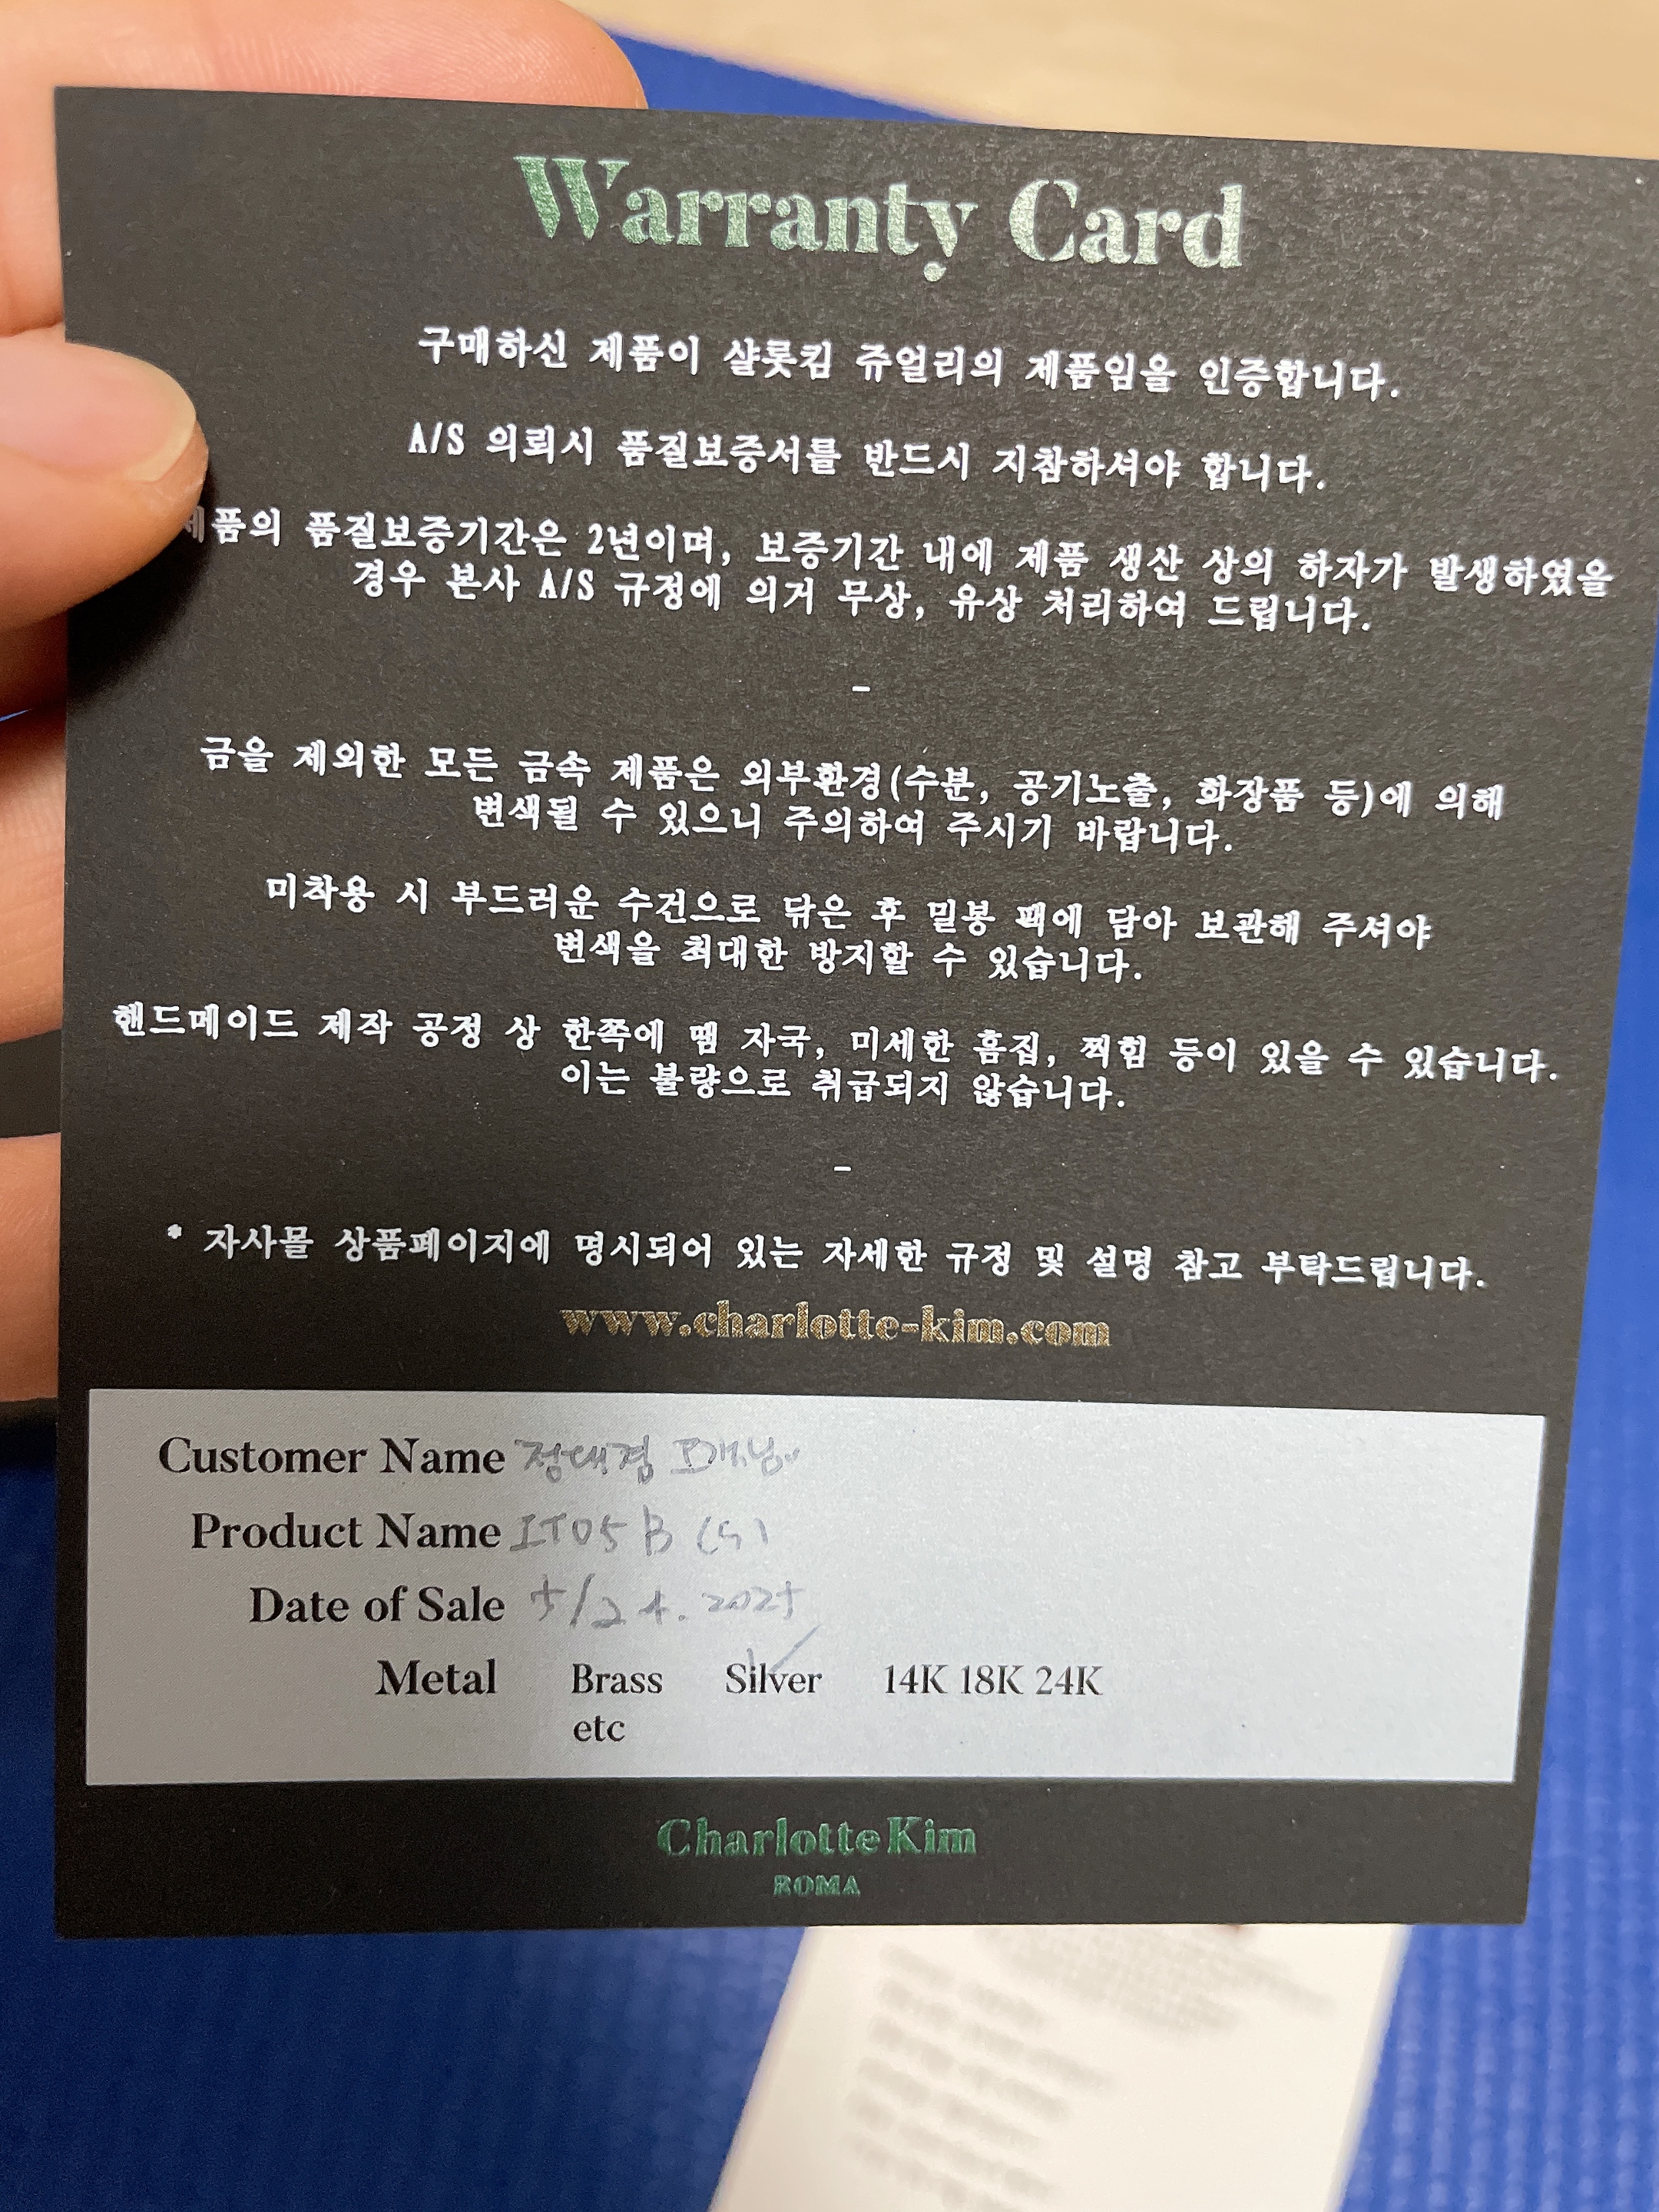 Warranty Card
구매하신 제품이 샬롯킴 쥬얼리의 제품임을 인증합니다.
A/S 의뢰시 품질보증서를 반드시 지참하셔야 합니다.
제품의 품질보증기간은 2년이며, 보증기간 내에 제품 생산 상의 하자가 발생하였을
경우 본사 A/S 규정에 의거 무상, 유상 처리하여 드립니다.
-
금을 제외한 모든 금속 제품은 외부환경(수분, 공기노출, 화장품 등)에 의해
변색될 수 있으니 주의하여 주시기 바랍니다.
미착용 시 부드러운 수건으로 닦은 후 밀봉 팩에 담아 보관해 주셔야
변색을 최대한 방지할 수 있습니다.
핸드메이드 제작 공정 상 한쪽에 땜 자국, 미세한 흠집, 찍힘 등이 있을 수 있습니다.
이는 불량으로 취급되지 않습니다.
-
* 자사몰 상품페이지에 명시되어 있는 자세한 규정 및 설명 참고 부탁드립니다.
www.charlotte-kim.com
Customer Name 정대겸 고객님
Product Name IT05B (S)
Date of Sale 5/24. 2025
Metal Brass Silver 14K 18K 24K
etc
CharlotteKim
ROMA